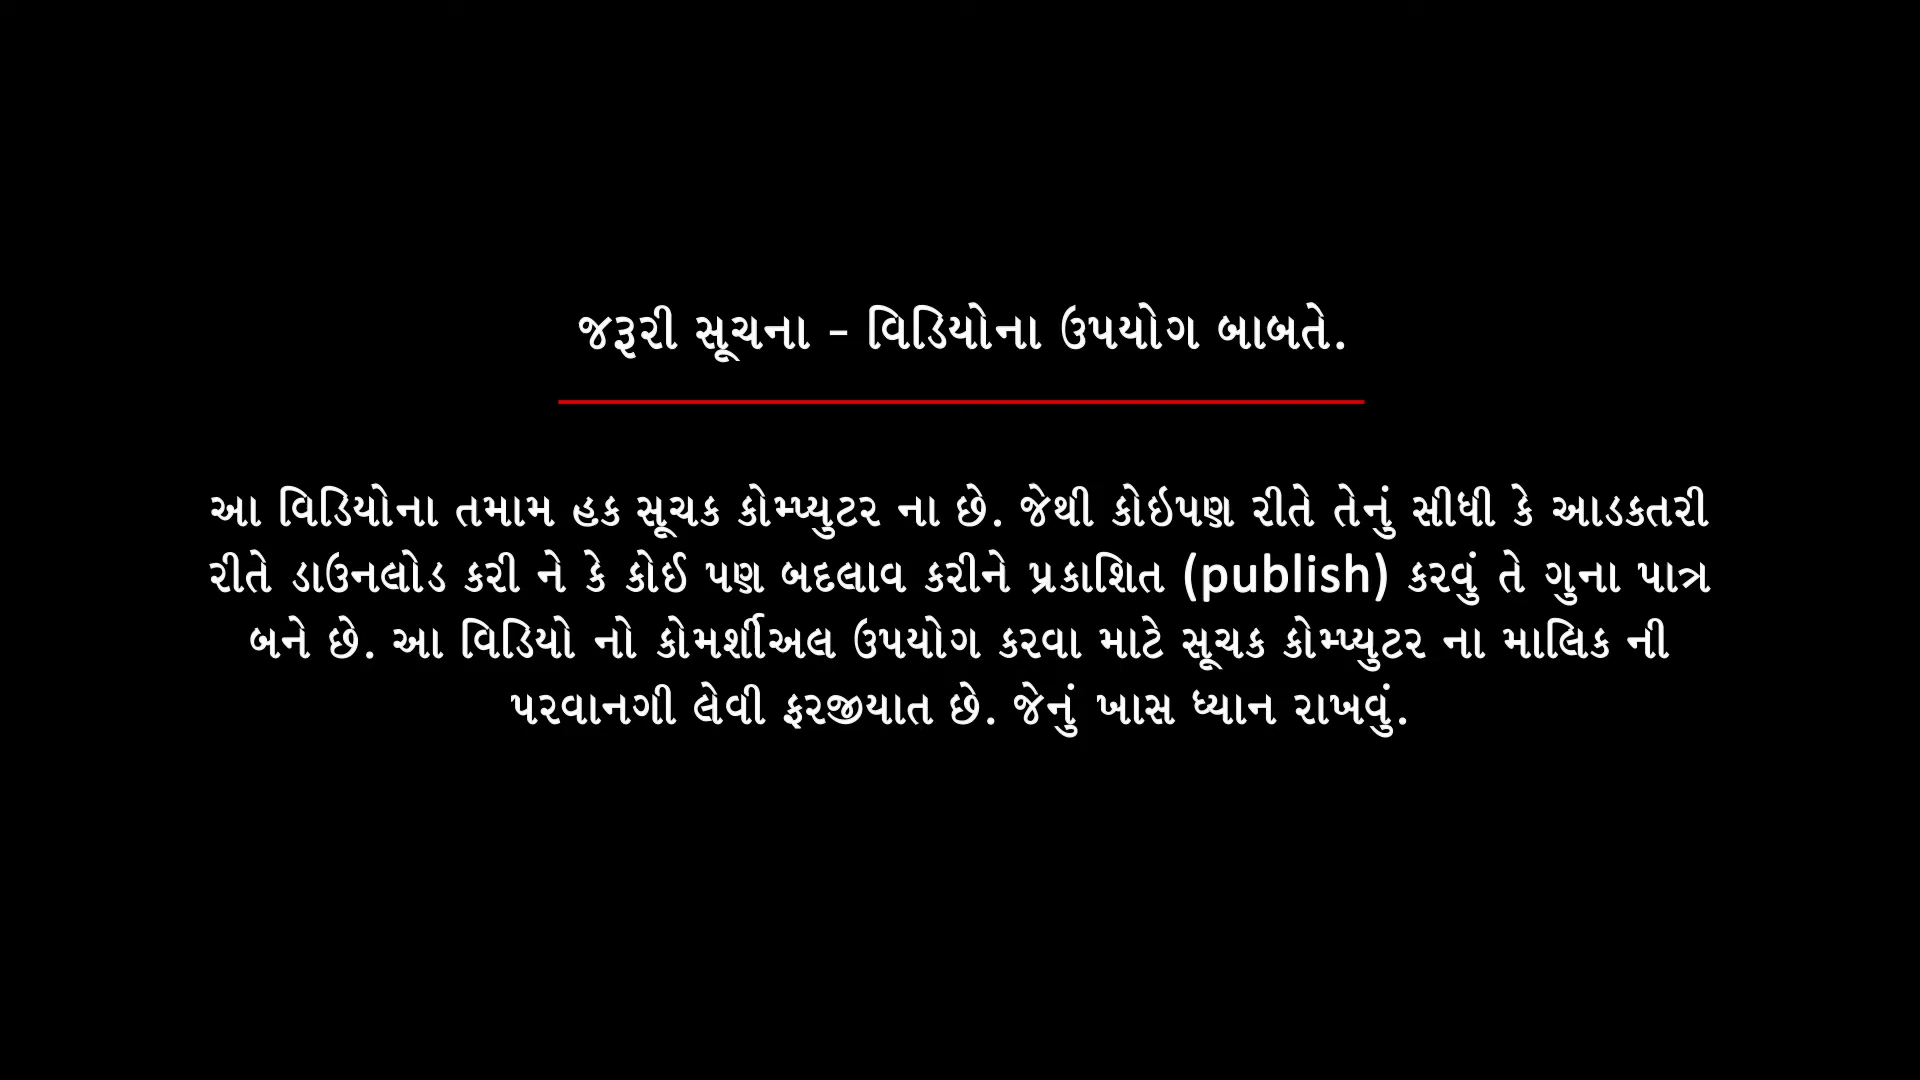 જરૂરી સૂચના - વિડિયોના ઉપયોગ બાબતે.
આ વિડિયોના તમામ હક સૂચક કોમ્પ્યુટર ના છે. જેથી કોઇપણ રીતે તેનું સીધી કે આડકતરી
રીતે ડાઉનલોડ કરી ને કે કોઈ પણ બદલાવ કરીને પ્રકાશિત (publish) કરવું તે ગુના પાત્ર
બને છે. આ વિડિયો નો કોમર્શીઅલ ઉપયોગ કરવા માટે સૂચક કોમ્પ્યુટર ના માલિક ની
પરવાનગી લેવી ફરજીયાત છે. જેનું ખાસ ધ્યાન રાખવું.